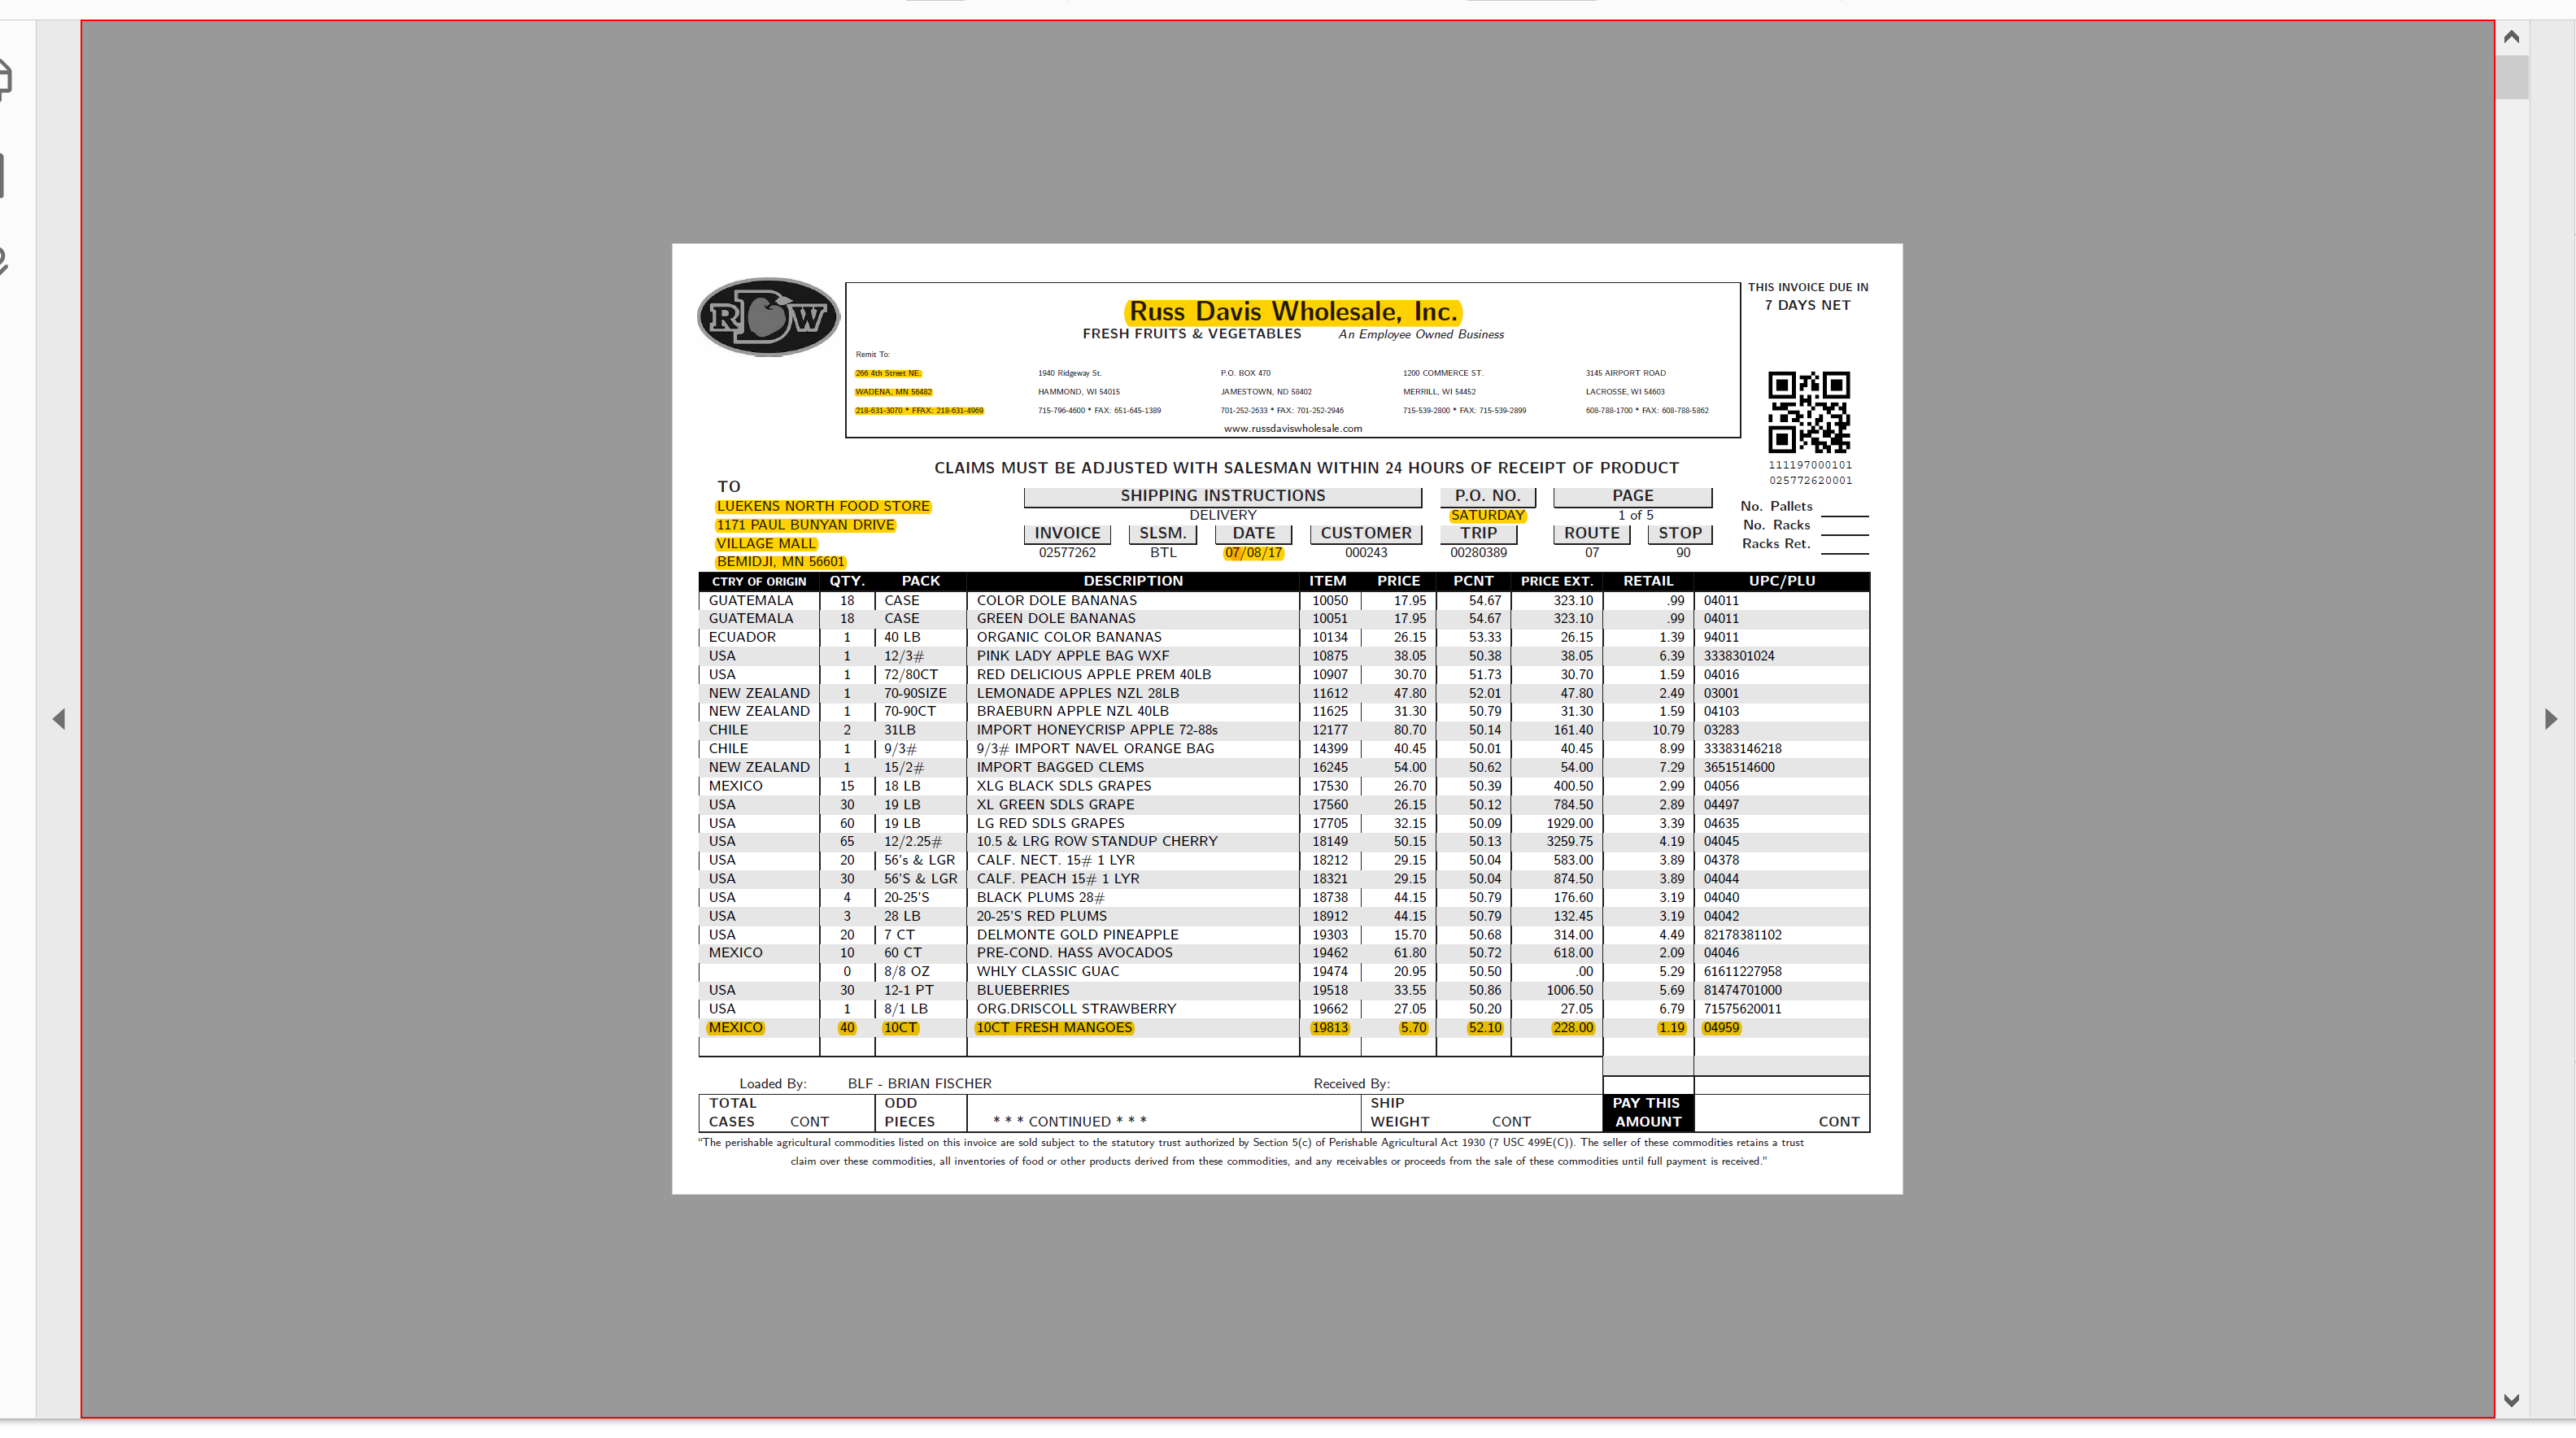 RDW
Russ Davis Wholesale, Inc.
FRESH FRUITS & VEGETABLES An Employee Owned Business
Remit To:
266 4th Street NE. 1940 Ridgeway St. P.O. BOX 470 1200 COMMERCE ST. 3145 AIRPORT ROAD
WADENA, MN 56482 HAMMOND, WI 54015 JAMESTOWN, ND 58402 MERRILL, WI 54452 LACROSSE, WI 54603
218-631-3070 * FFAX: 218-631-4969 715-796-4600 * FAX: 651-645-1389 701-252-2633 * FAX: 701-252-2946 715-539-2800 * FAX: 715-539-2899 608-788-1700 * FAX: 608-788-5862
www.russdaviswholesale.com
THIS INVOICE DUE IN
7 DAYS NET
111197000101
025772620001
CLAIMS MUST BE ADJUSTED WITH SALESMAN WITHIN 24 HOURS OF RECEIPT OF PRODUCT
TO
LUEKENS NORTH FOOD STORE
1171 PAUL BUNYAN DRIVE
VILLAGE MALL
BEMIDJI, MN 56601
SHIPPING INSTRUCTIONS P.O. NO. PAGE
DELIVERY SATURDAY 1 of 5
INVOICE SLSM. DATE CUSTOMER TRIP ROUTE STOP
02577262 BTL 07/08/17 000243 00280389 07 90
No. Pallets
No. Racks
Racks Ret.
CTRY OF ORIGIN QTY. PACK DESCRIPTION ITEM PRICE PCNT PRICE EXT. RETAIL UPC/PLU
GUATEMALA 18 CASE COLOR DOLE BANANAS 10050 17.95 54.67 323.10 .99 04011
GUATEMALA 18 CASE GREEN DOLE BANANAS 10051 17.95 54.67 323.10 .99 04011
ECUADOR 1 40 LB ORGANIC COLOR BANANAS 10134 26.15 53.33 26.15 1.39 94011
USA 1 12/3# PINK LADY APPLE BAG WXF 10875 38.05 50.38 38.05 6.39 3338301024
USA 1 72/80CT RED DELICIOUS APPLE PREM 40LB 10907 30.70 51.73 30.70 1.59 04016
NEW ZEALAND 1 70-90SIZE LEMONADE APPLES NZL 28LB 11612 47.80 52.01 47.80 2.49 03001
NEW ZEALAND 1 70-90CT BRAEBURN APPLE NZL 40LB 11625 31.30 50.79 31.30 1.59 04103
CHILE 2 31LB IMPORT HONEYCRISP APPLE 72-88s 12177 80.70 50.14 161.40 10.79 03283
CHILE 1 9/3# 9/3# IMPORT NAVEL ORANGE BAG 14399 40.45 50.01 40.45 8.99 33383146218
NEW ZEALAND 1 15/2# IMPORT BAGGED CLEMS 16245 54.00 50.62 54.00 7.29 3651514600
MEXICO 15 18 LB XLG BLACK SDLS GRAPES 17530 26.70 50.39 400.50 2.99 04056
USA 30 19 LB XL GREEN SDLS GRAPE 17560 26.15 50.12 784.50 2.89 04497
USA 60 19 LB LG RED SDLS GRAPES 17705 32.15 50.09 1929.00 3.39 04635
USA 65 12/2.25# 10.5 & LRG ROW STANDUP CHERRY 18149 50.15 50.13 3259.75 4.19 04045
USA 20 56's & LGR CALF. NECT. 15# 1 LYR 18212 29.15 50.04 583.00 3.89 04378
USA 30 56'S & LGR CALF. PEACH 15# 1 LYR 18321 29.15 50.04 874.50 3.89 04044
USA 4 20-25'S BLACK PLUMS 28# 18738 44.15 50.79 176.60 3.19 04040
USA 3 28 LB 20-25'S RED PLUMS 18912 44.15 50.79 132.45 3.19 04042
USA 20 7 CT DELMONTE GOLD PINEAPPLE 19303 15.70 50.68 314.00 4.49 82178381102
MEXICO 10 60 CT PRE-COND. HASS AVOCADOS 19462 61.80 50.72 618.00 2.09 04046
0 8/8 OZ WHLY CLASSIC GUAC 19474 20.95 50.50 .00 5.29 61611227958
USA 30 12-1 PT BLUEBERRIES 19518 33.55 50.86 1006.50 5.69 81474701000
USA 1 8/1 LB ORG.DRISCOLL STRAWBERRY 19662 27.05 50.20 27.05 6.79 71575620011
MEXICO 40 10CT 10CT FRESH MANGOES 19813 5.70 52.10 228.00 1.19 04959
Loaded By: BLF - BRIAN FISCHER Received By:
TOTAL ODD SHIP PAY THIS
CASES CONT PIECES * * * CONTINUED * * * WEIGHT CONT AMOUNT CONT
“The perishable agricultural commodities listed on this invoice are sold subject to the statutory trust authorized by Section 5(c) of Perishable Agricultural Act 1930 (7 USC 499E(C)). The seller of these commodities retains a trust
claim over these commodities, all inventories of food or other products derived from these commodities, and any receivables or proceeds from the sale of these commodities until full payment is received.”